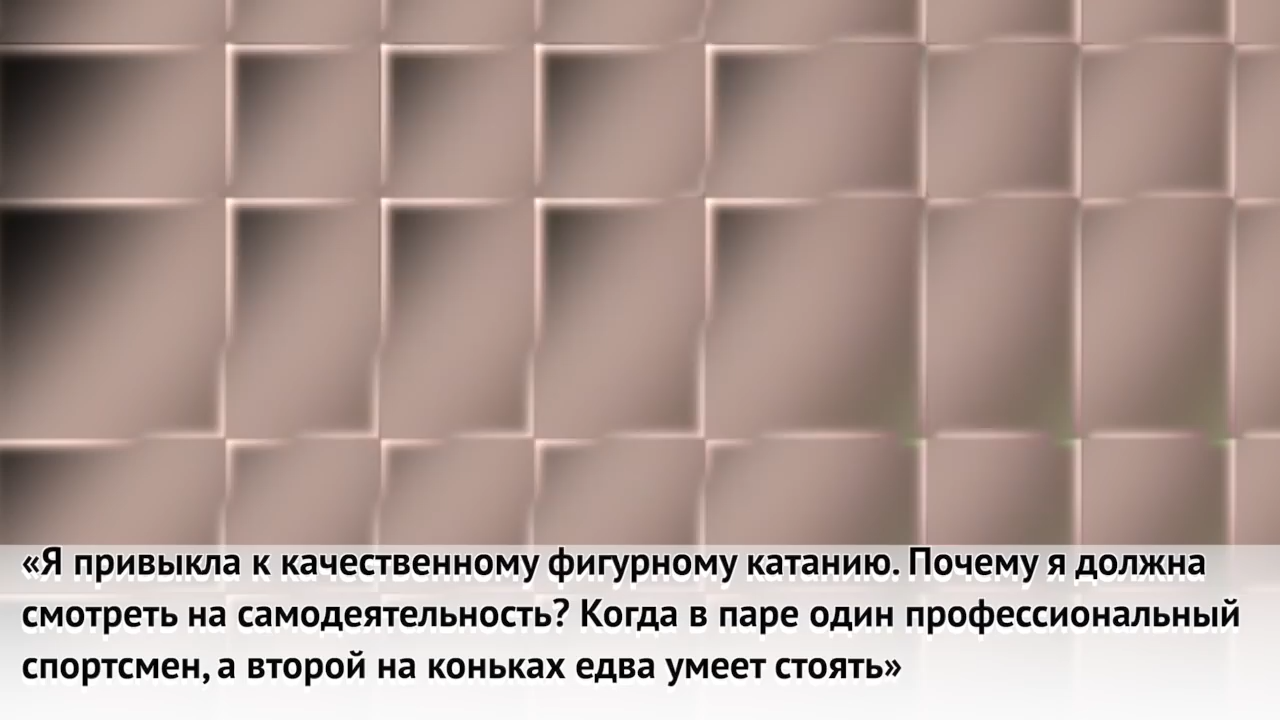 «Я привыкла к качественному фигурному катанию. Почему я должна
смотреть на самодеятельность? Когда в паре один профессиональный
спортсмен, а второй на коньках едва умеет стоять»